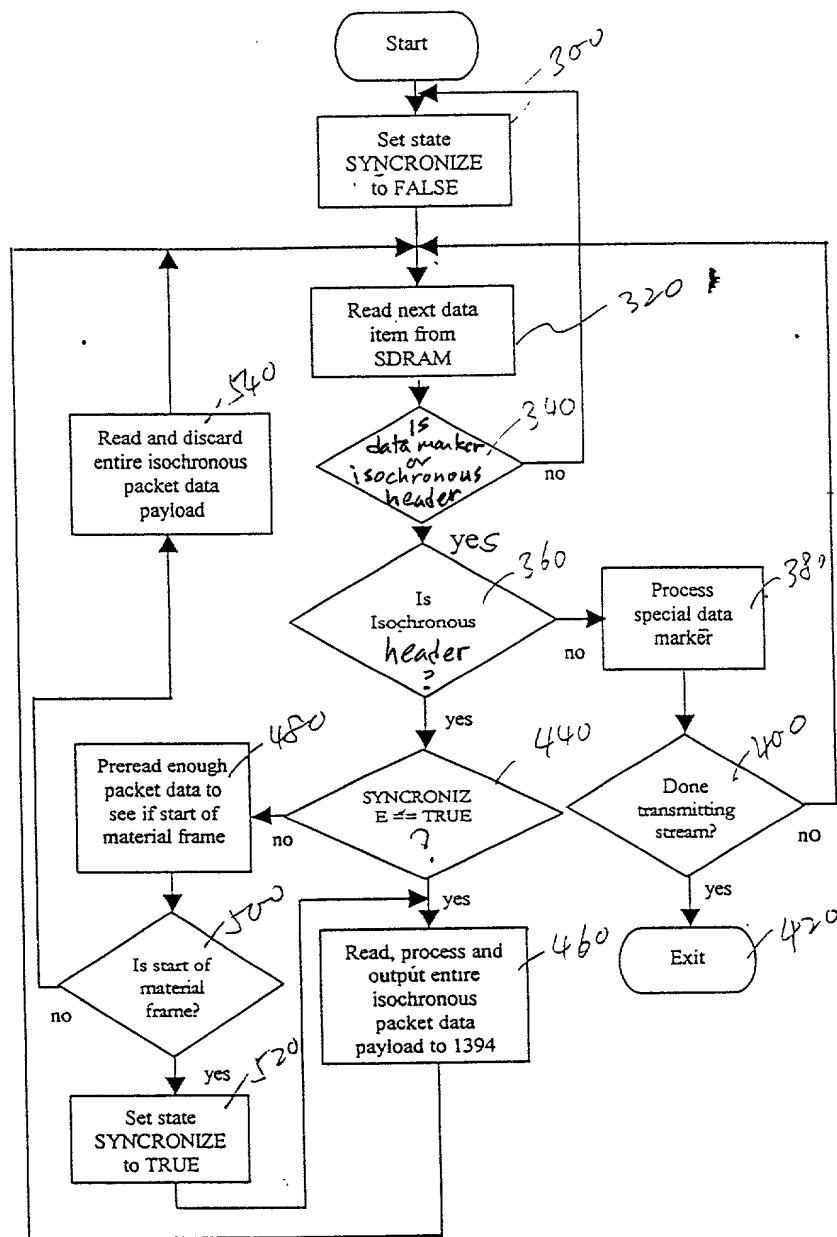 Start
300
Set state
SYNCRONIZE
to FALSE
Read next data
item from
SDRAM
320
540
Read and discard
entire isochronous
packet data
payload
Is
data marker
or
isochronous
header
340
no
yes
360
Is
Isochronous
header
?
no
yes
380
Process
special data
marker
480
Preread enough
packet data to
see if start of
material frame
440
SYNCRONIZ
E == TRUE
?
no
yes
400
Done
transmitting
stream?
no
yes
500
Is start of
material
frame?
no
yes
460
Read, process and
output entire
isochronous
packet data
payload to 1394
Exit
420
520
Set state
SYNCRONIZE
to TRUE